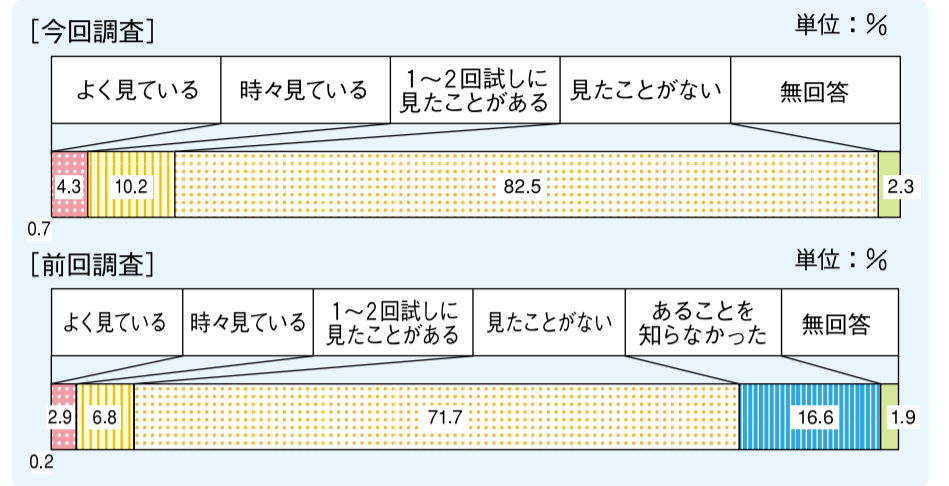 ［今回調査］
単位：％
よく見ている
時々見ている
1～2回試しに
見たことがある
見たことがない
無回答
4.3
10.2
82.5
2.3
0.7
［前回調査］
単位：％
よく見ている
時々見ている
1～2回試しに
見たことがある
見たことがない
あることを
知らなかった
無回答
2.9
6.8
71.7
16.6
1.9
0.2